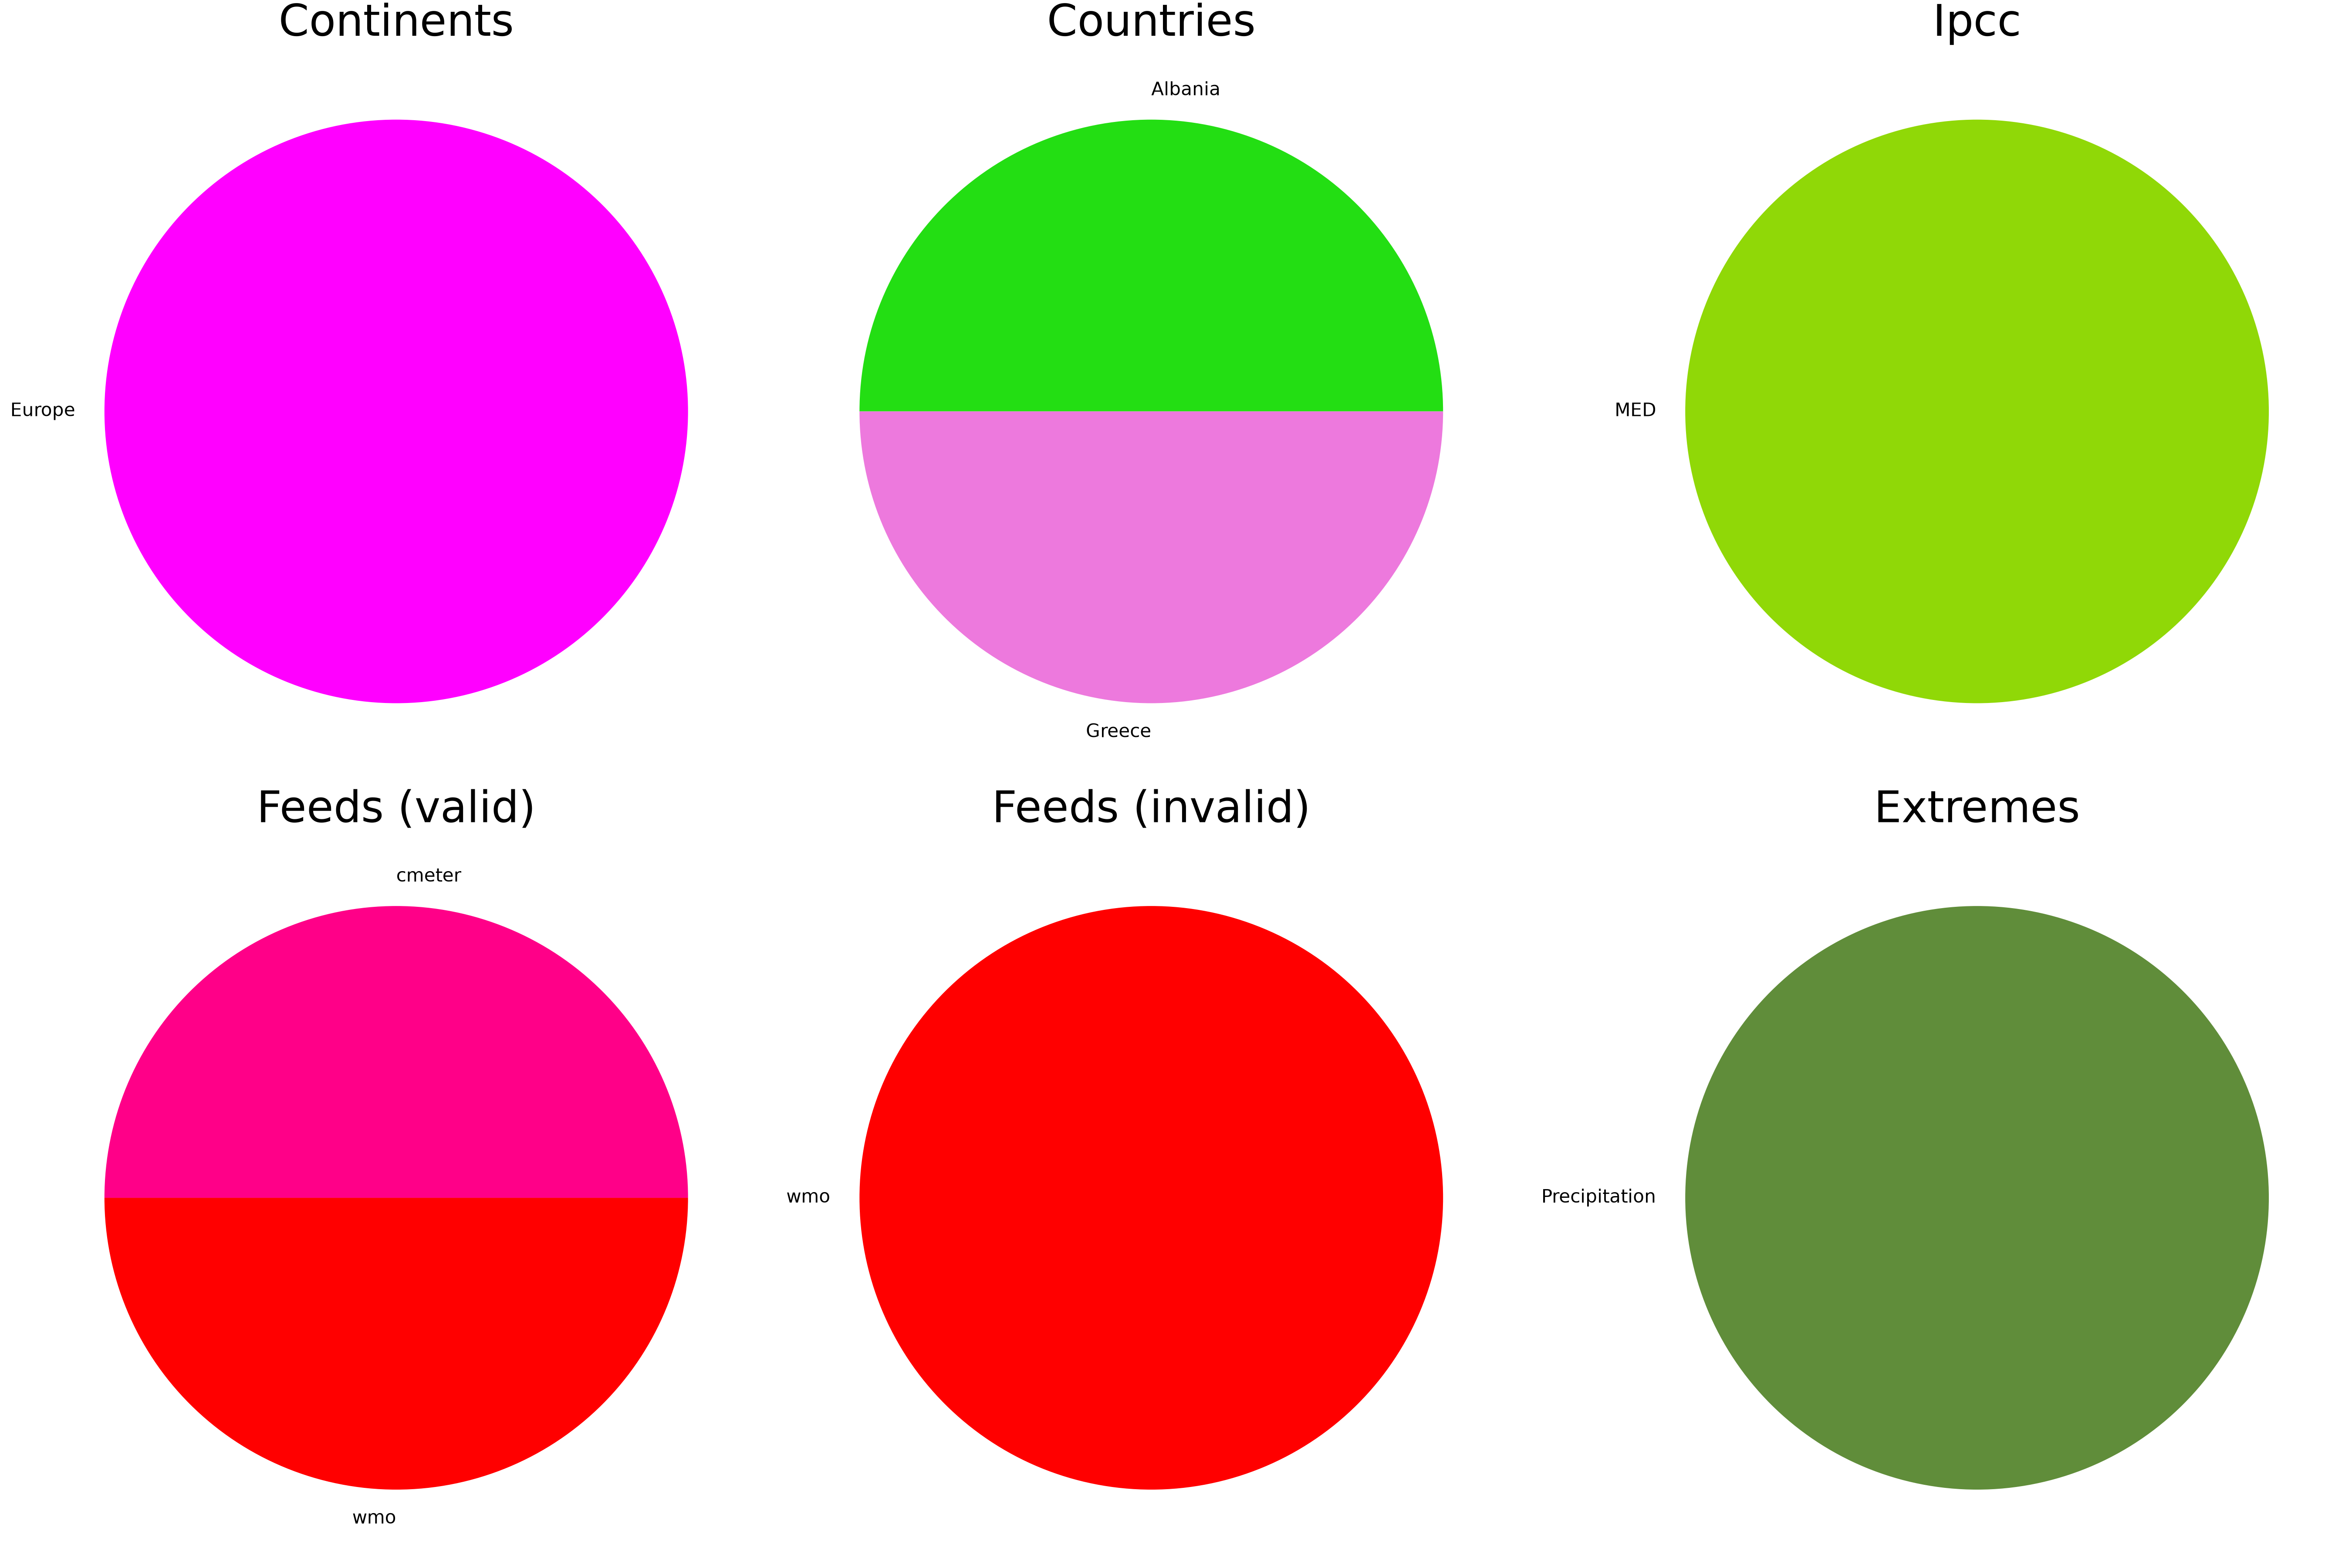 Continents
Countries
Ipcc
Albania
Europe
MED
Greece
Feeds (valid)
Feeds (invalid)
Extremes
cmeter
wmo
Precipitation
wmo